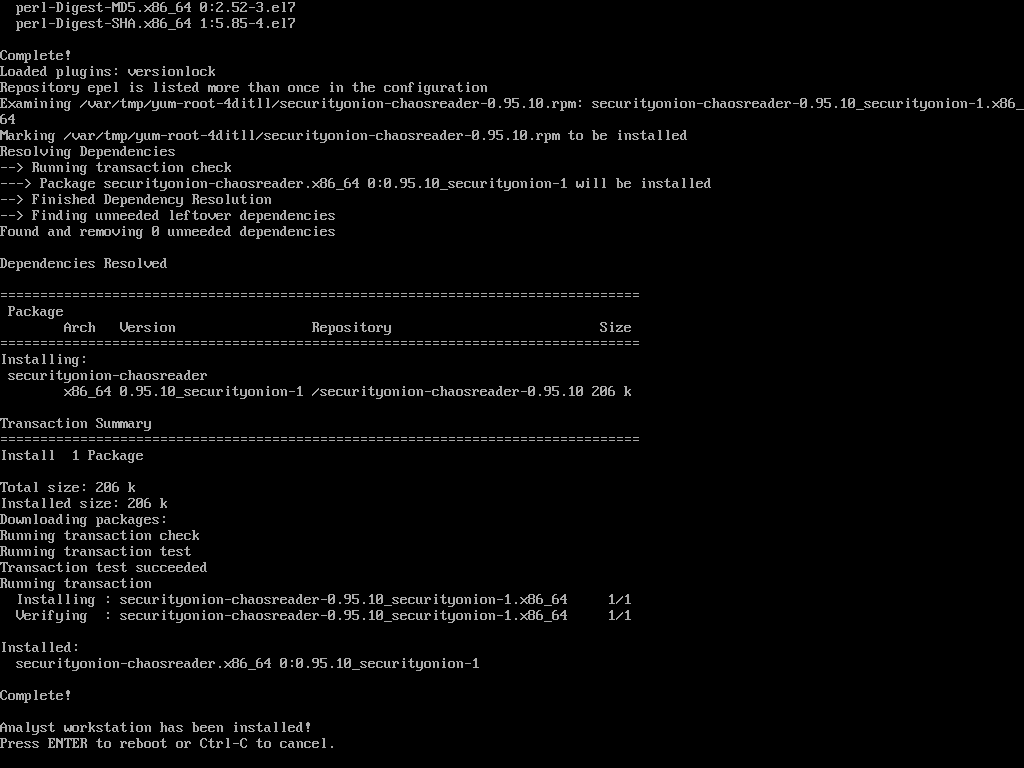 perl-Digest-MD5.x86_64 0:2.52-3.el7
perl-Digest-SHA.x86_64 1:5.85-4.el7
Complete!
Loaded plugins: versionlock
Repository epel is listed more than once in the configuration
Examining /var/tmp/yum-root-4ditll/securityonion-chaosreader-0.95.10.rpm: securityonion-chaosreader-0.95.10_securityonion-1.x86_
64
Marking /var/tmp/yum-root-4ditll/securityonion-chaosreader-0.95.10.rpm to be installed
Resolving Dependencies
--> Running transaction check
---> Package securityonion-chaosreader.x86_64 0:0.95.10_securityonion-1 will be installed
--> Finished Dependency Resolution
--> Finding unneeded leftover dependencies
Found and removing 0 unneeded dependencies
Dependencies Resolved
================================================================================
Package
Arch Version Repository Size
================================================================================
Installing:
securityonion-chaosreader
x86_64 0.95.10_securityonion-1 /securityonion-chaosreader-0.95.10 206 k
Transaction Summary
================================================================================
Install 1 Package
Total size: 206 k
Installed size: 206 k
Downloading packages:
Running transaction check
Running transaction test
Transaction test succeeded
Running transaction
Installing : securityonion-chaosreader-0.95.10_securityonion-1.x86_64 1/1
Verifying : securityonion-chaosreader-0.95.10_securityonion-1.x86_64 1/1
Installed:
securityonion-chaosreader.x86_64 0:0.95.10_securityonion-1
Complete!
Analyst workstation has been installed!
Press ENTER to reboot or Ctrl-C to cancel.